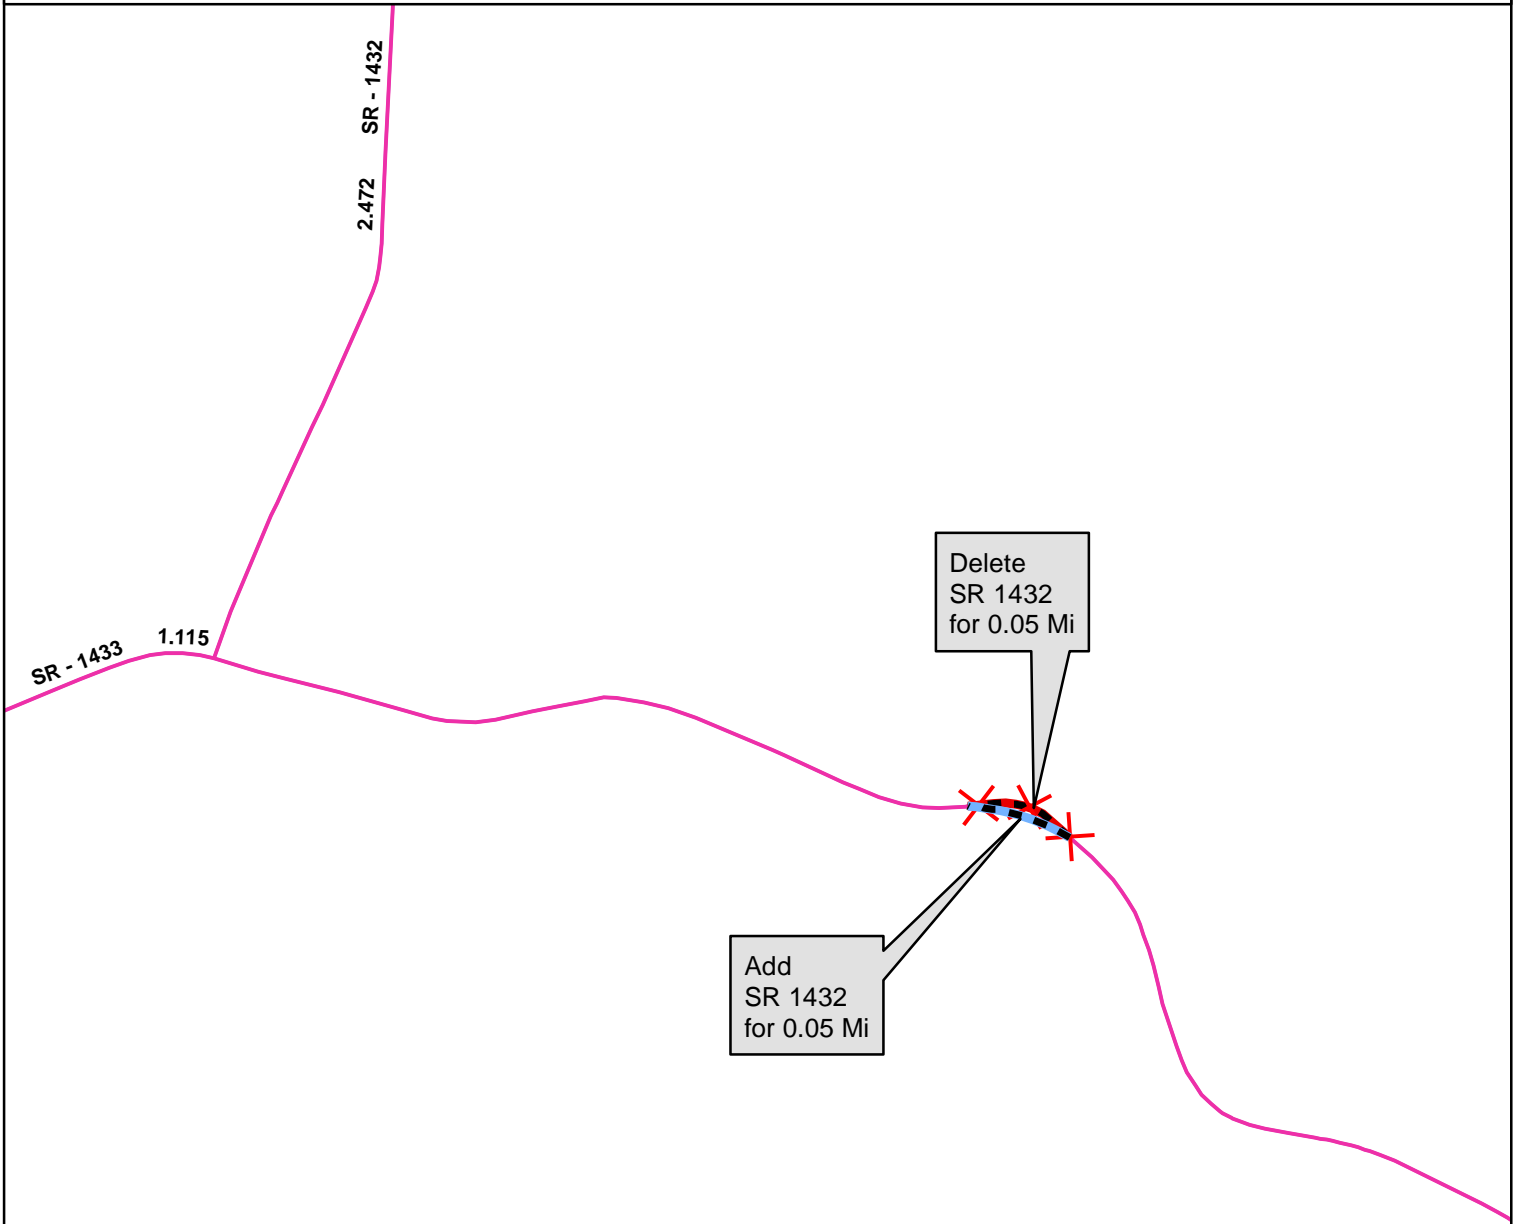 SR - 1432
2.472
SR - 1433
1.115
Delete
SR 1432
for 0.05 Mi
Add
SR 1432
for 0.05 Mi